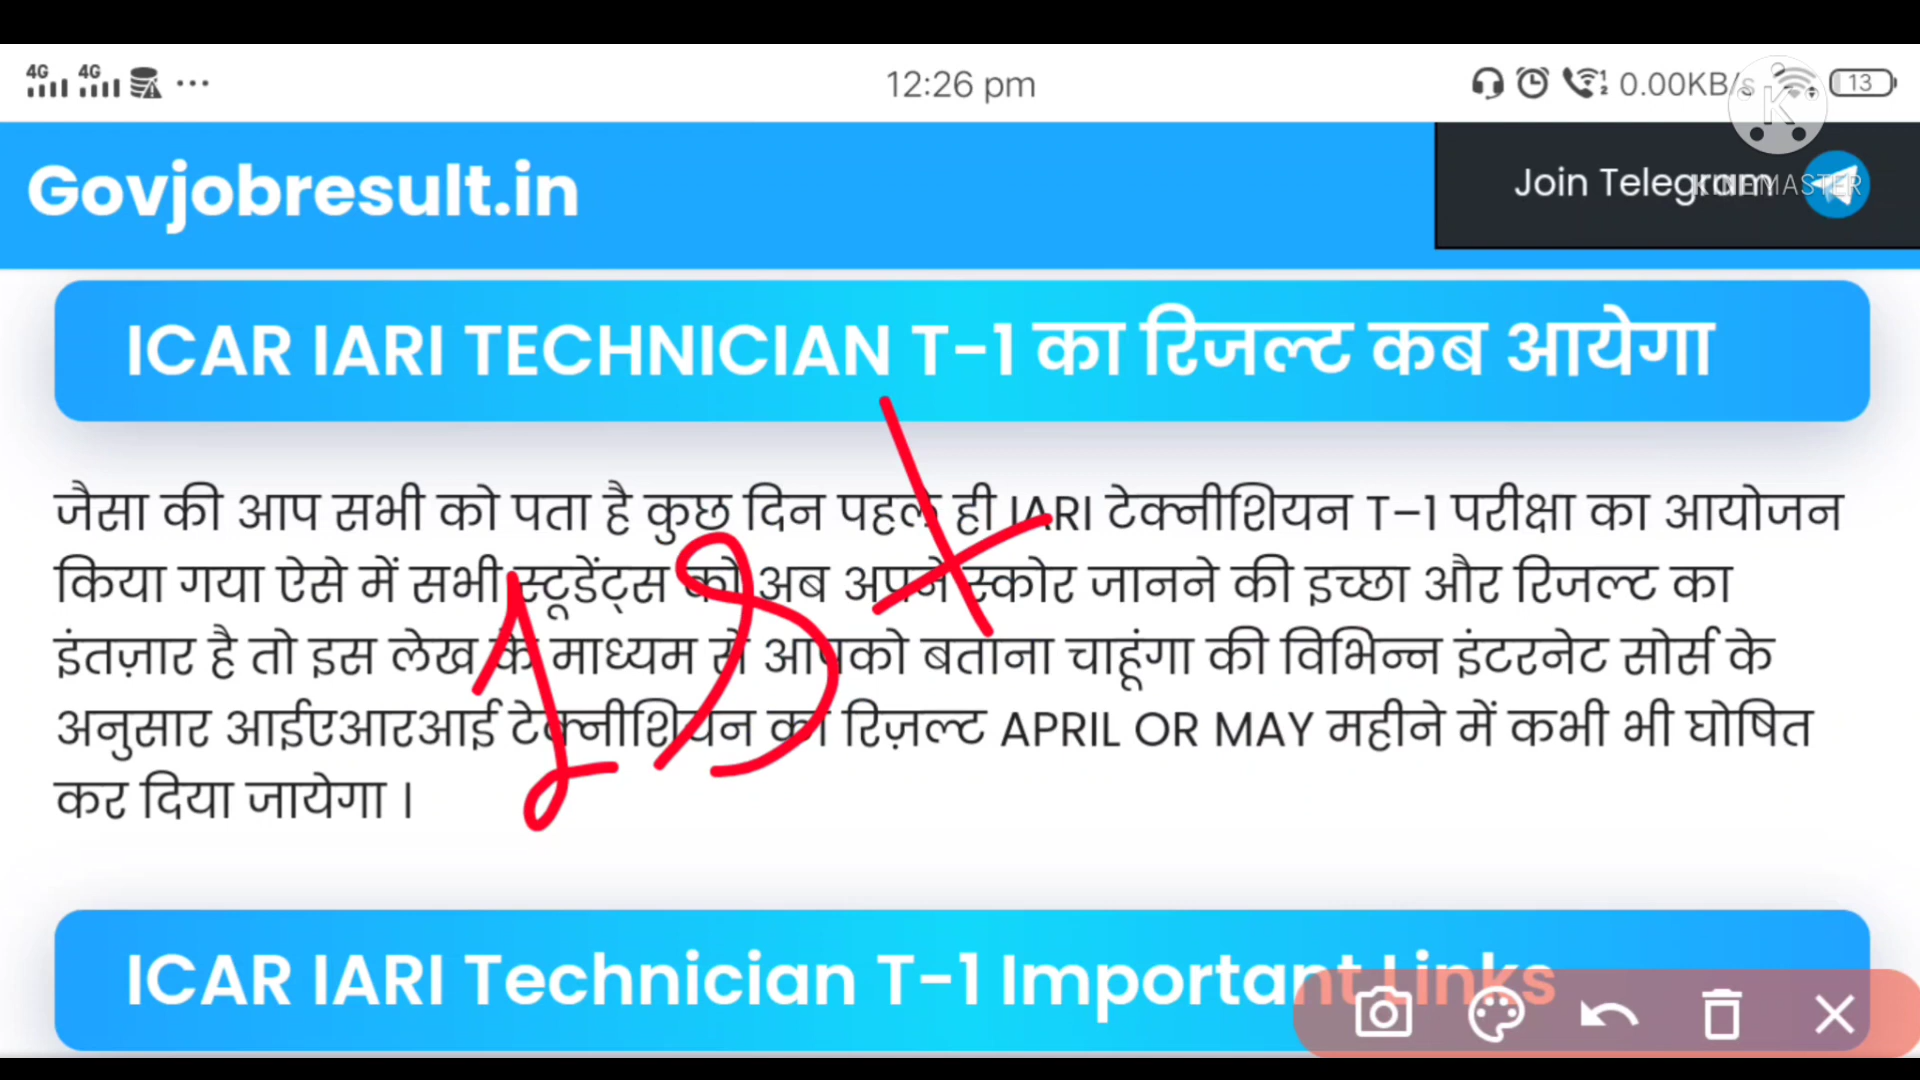 4G 4G 12:26 pm 0.00KB/s 13
Govjobresult.in
Join Telegram
KINEMASTER
ICAR IARI TECHNICIAN T-1 का रिजल्ट कब आयेगा
जैसा की आप सभी को पता है कुछ दिन पहले ही IARI टेक्नीशियन T-1 परीक्षा का आयोजन
किया गया ऐसे में सभी स्टूडेंट्स को अब अपने स्कोर जानने की इच्छा और रिजल्ट का
इंतज़ार है तो इस लेख के माध्यम से आपको बताना चाहूंगा की विभिन्न इंटरनेट सोर्स के
अनुसार आईएआरआई टेक्नीशियन का रिज़ल्ट APRIL OR MAY महीने में कभी भी घोषित
कर दिया जायेगा ।
ICAR IARI Technician T-1 Important Links